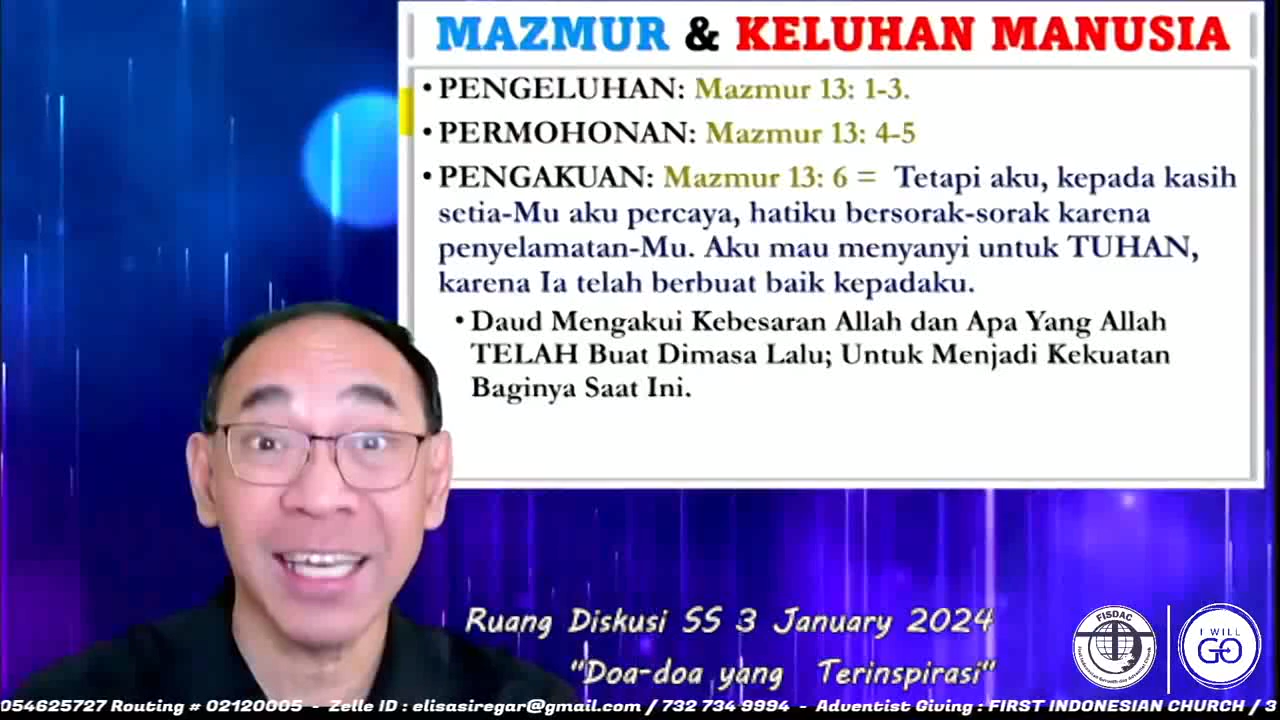 MAZMUR & KELUHAN MANUSIA
• PENGELUHAN: Mazmur 13: 1-3.
• PERMOHONAN: Mazmur 13: 4-5
• PENGAKUAN: Mazmur 13: 6 = Tetapi aku, kepada kasih
setia-Mu aku percaya, hatiku bersorak-sorak karena
penyelamatan-Mu. Aku mau menyanyi untuk TUHAN,
karena Ia telah berbuat baik kepadaku.
• Daud Mengakui Kebesaran Allah dan Apa Yang Allah
TELAH Buat Dimasa Lalu; Untuk Menjadi Kekuatan
Baginya Saat Ini.
Ruang Diskusi SS 3 January 2024
"Doa-doa yang Terinspirasi"
FISDAC
I WILL
GO
054625727 Routing # 02120005 - Zelle ID : elisasiregar@gmail.com / 732 734 9994 - Adventist Giving : FIRST INDONESIAN CHURCH / 3